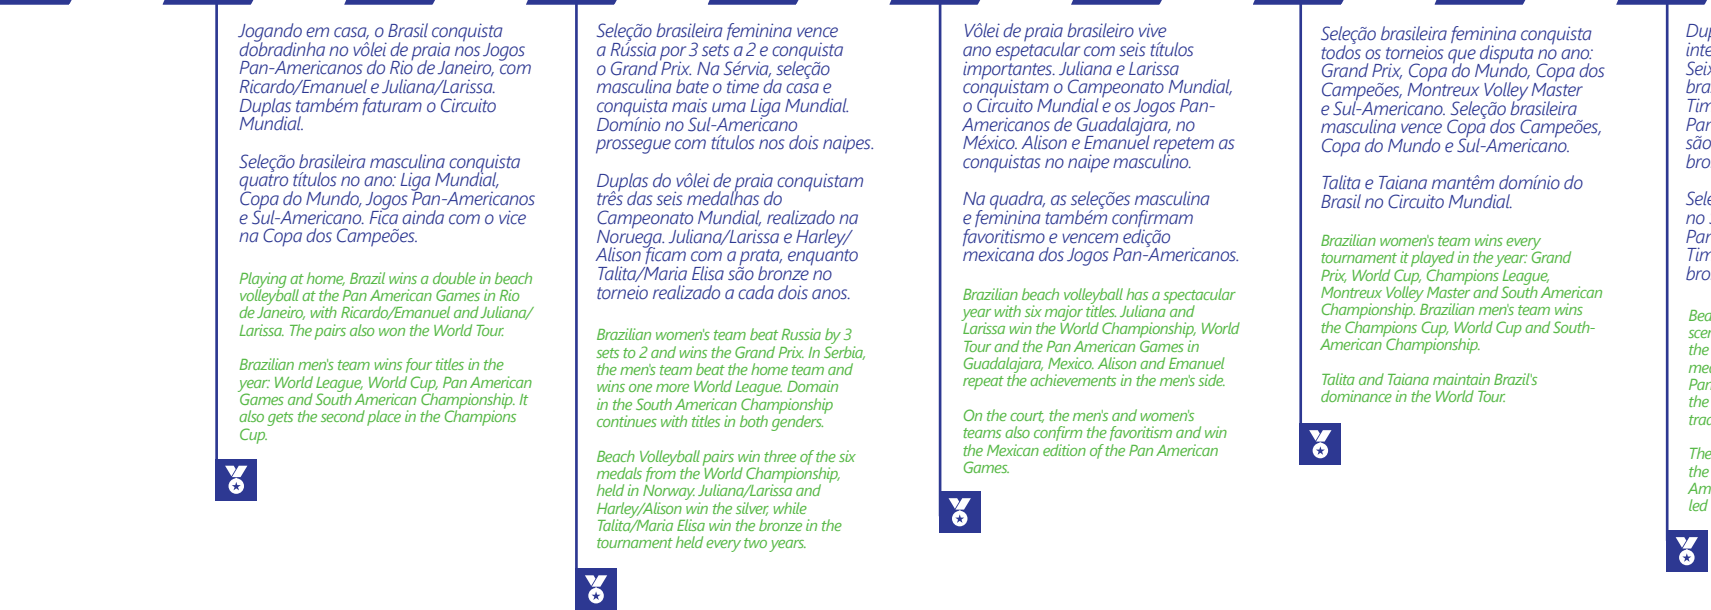 Jogando em casa, o Brasil conquista
dobradinha no vôlei de praia nos Jogos
Pan-Americanos do Rio de Janeiro, com
Ricardo/Emanuel e Juliana/Larissa.
Duplas também faturam o Circuito
Mundial.
Seleção brasileira masculina conquista
quatro títulos no ano: Liga Mundial,
Copa do Mundo, Jogos Pan-Americanos
e Sul-Americano. Fica ainda com o vice
na Copa dos Campeões.
Playing at home, Brazil wins a double in beach
volleyball at the Pan American Games in Rio
de Janeiro, with Ricardo/Emanuel and Juliana/
Larissa. The pairs also won the World Tour.
Brazilian men's team wins four titles in the
year: World League, World Cup, Pan American
Games and South American Championship. It
also gets the second place in the Champions
Cup.
Seleção brasileira feminina vence
a Rússia por 3 sets a 2 e conquista
o Grand Prix. Na Sérvia, seleção
masculina bate o time da casa e
conquista mais uma Liga Mundial.
Domínio no Sul-Americano
prossegue com títulos nos dois naipes.
Duplas do vôlei de praia conquistam
três das seis medalhas do
Campeonato Mundial, realizado na
Noruega. Juliana/Larissa e Harley/
Alison ficam com a prata, enquanto
Talita/Maria Elisa são bronze no
torneio realizado a cada dois anos.
Brazilian women's team beat Russia by 3
sets to 2 and wins the Grand Prix. In Serbia,
the men's team beat the home team and
wins one more World League. Domain
in the South American Championship
continues with titles in both genders.
Beach Volleyball pairs win three of the six
medals from the World Championship,
held in Norway. Juliana/Larissa and
Harley/Alison win the silver, while
Talita/Maria Elisa win the bronze in the
tournament held every two years.
Vôlei de praia brasileiro vive
ano espetacular com seis títulos
importantes. Juliana e Larissa
conquistam o Campeonato Mundial,
o Circuito Mundial e os Jogos Pan-
Americanos de Guadalajara, no
México. Alison e Emanuel repetem as
conquistas no naipe masculino.
Na quadra, as seleções masculina
e feminina também confirmam
favoritismo e vencem edição
mexicana dos Jogos Pan-Americanos.
Brazilian beach volleyball has a spectacular
year with six major titles. Juliana and
Larissa win the World Championship, World
Tour and the Pan American Games in
Guadalajara, Mexico. Alison and Emanuel
repeat the achievements in the men's side.
On the court, the men's and women's
teams also confirm the favoritism and win
the Mexican edition of the Pan American
Games.
Seleção brasileira feminina conquista
todos os torneios que disputa no ano:
Grand Prix, Copa do Mundo, Copa dos
Campeões, Montreux Volley Master
e Sul-Americano. Seleção brasileira
masculina vence Copa dos Campeões,
Copa do Mundo e Sul-Americano.
Talita e Taiana mantêm domínio do
Brasil no Circuito Mundial.
Brazilian women's team wins every
tournament it played in the year: Grand
Prix, World Cup, Champions League,
Montreux Volley Master and South American
Championship. Brazilian men's team wins
the Champions Cup, World Cup and South-
American Championship.
Talita and Taiana maintain Brazil's
dominance in the World Tour.
são
no
the
the
The
the
led